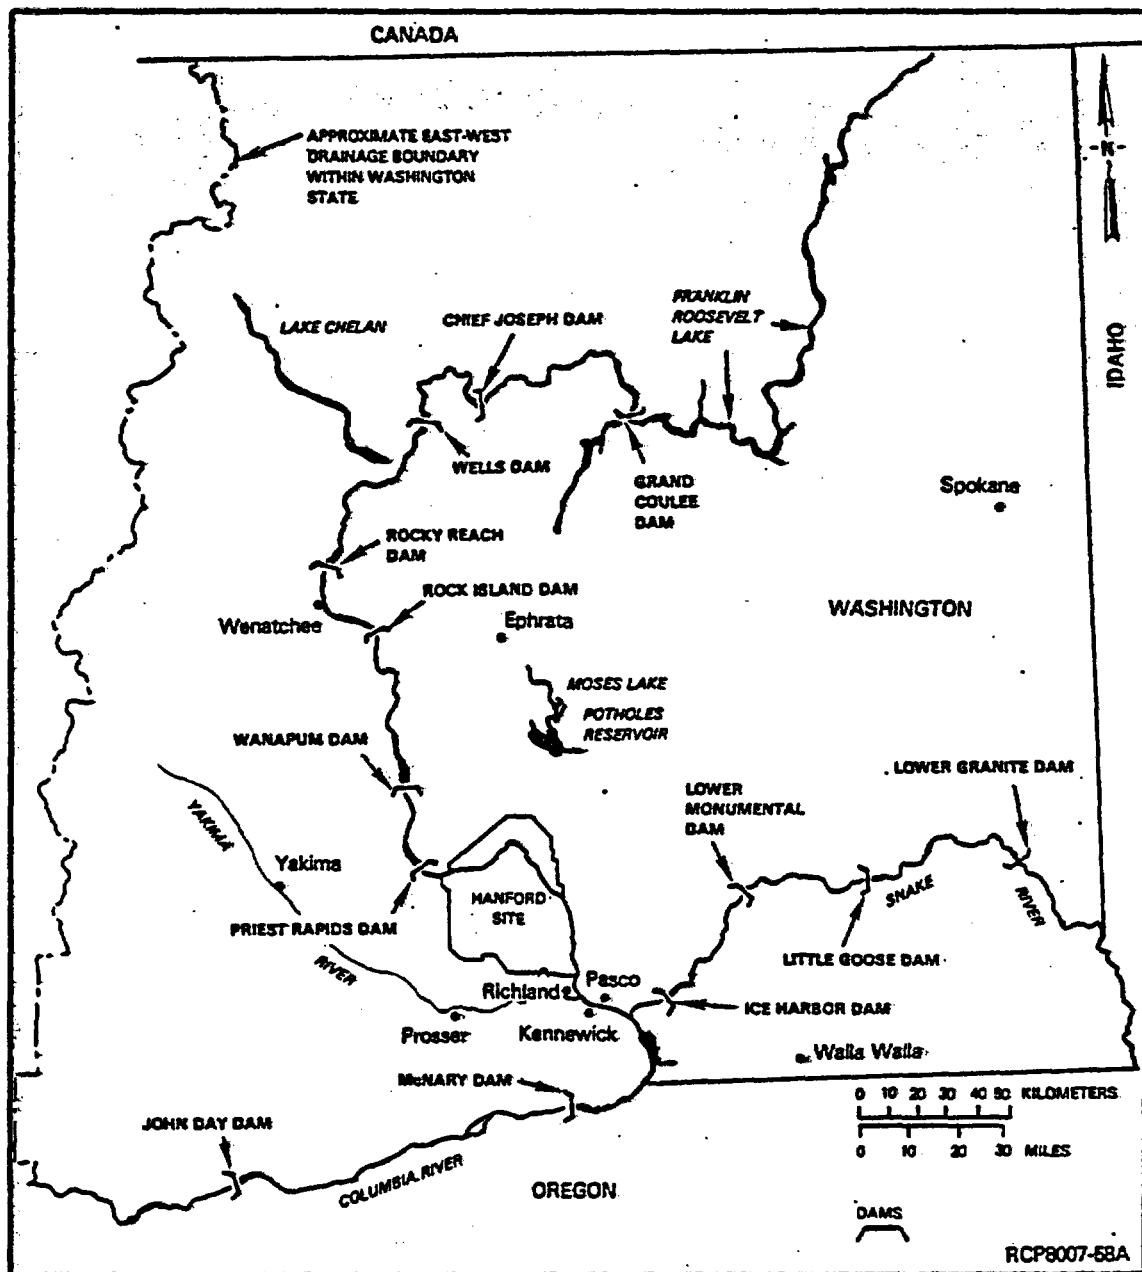 CANADA
APPROXIMATE EAST-WEST
DRAINAGE BOUNDARY
WITHIN WASHINGTON
STATE
-N-
LAKE CHELAN
CHIEF JOSEPH DAM
FRANKLIN
ROOSEVELT
LAKE
IDAHO
WELLS DAM
GRAND
COULEE
DAM
Spokane
ROCKY REACH
DAM
ROCK ISLAND DAM
Wenatchee
Ephrata
WASHINGTON
MOSES LAKE
POTHOLES
RESERVOIR
WANAPUM DAM
LOWER
MONUMENTAL
DAM
LOWER GRANITE DAM
YAKIMA
Yakima
HANFORD
SITE
SNAKE
RIVER
PRIEST RAPIDS DAM
LITTLE GOOSE DAM
RIVER
Richland
Pasco
ICE HARBOR DAM
Prosser
Kennewick
Walla Walla
McNARY DAM
0 10 20 30 40 50 KILOMETERS
0 10 20 30 MILES
JOHN DAY DAM
COLUMBIA RIVER
OREGON
DAMS
RCP8007-58A